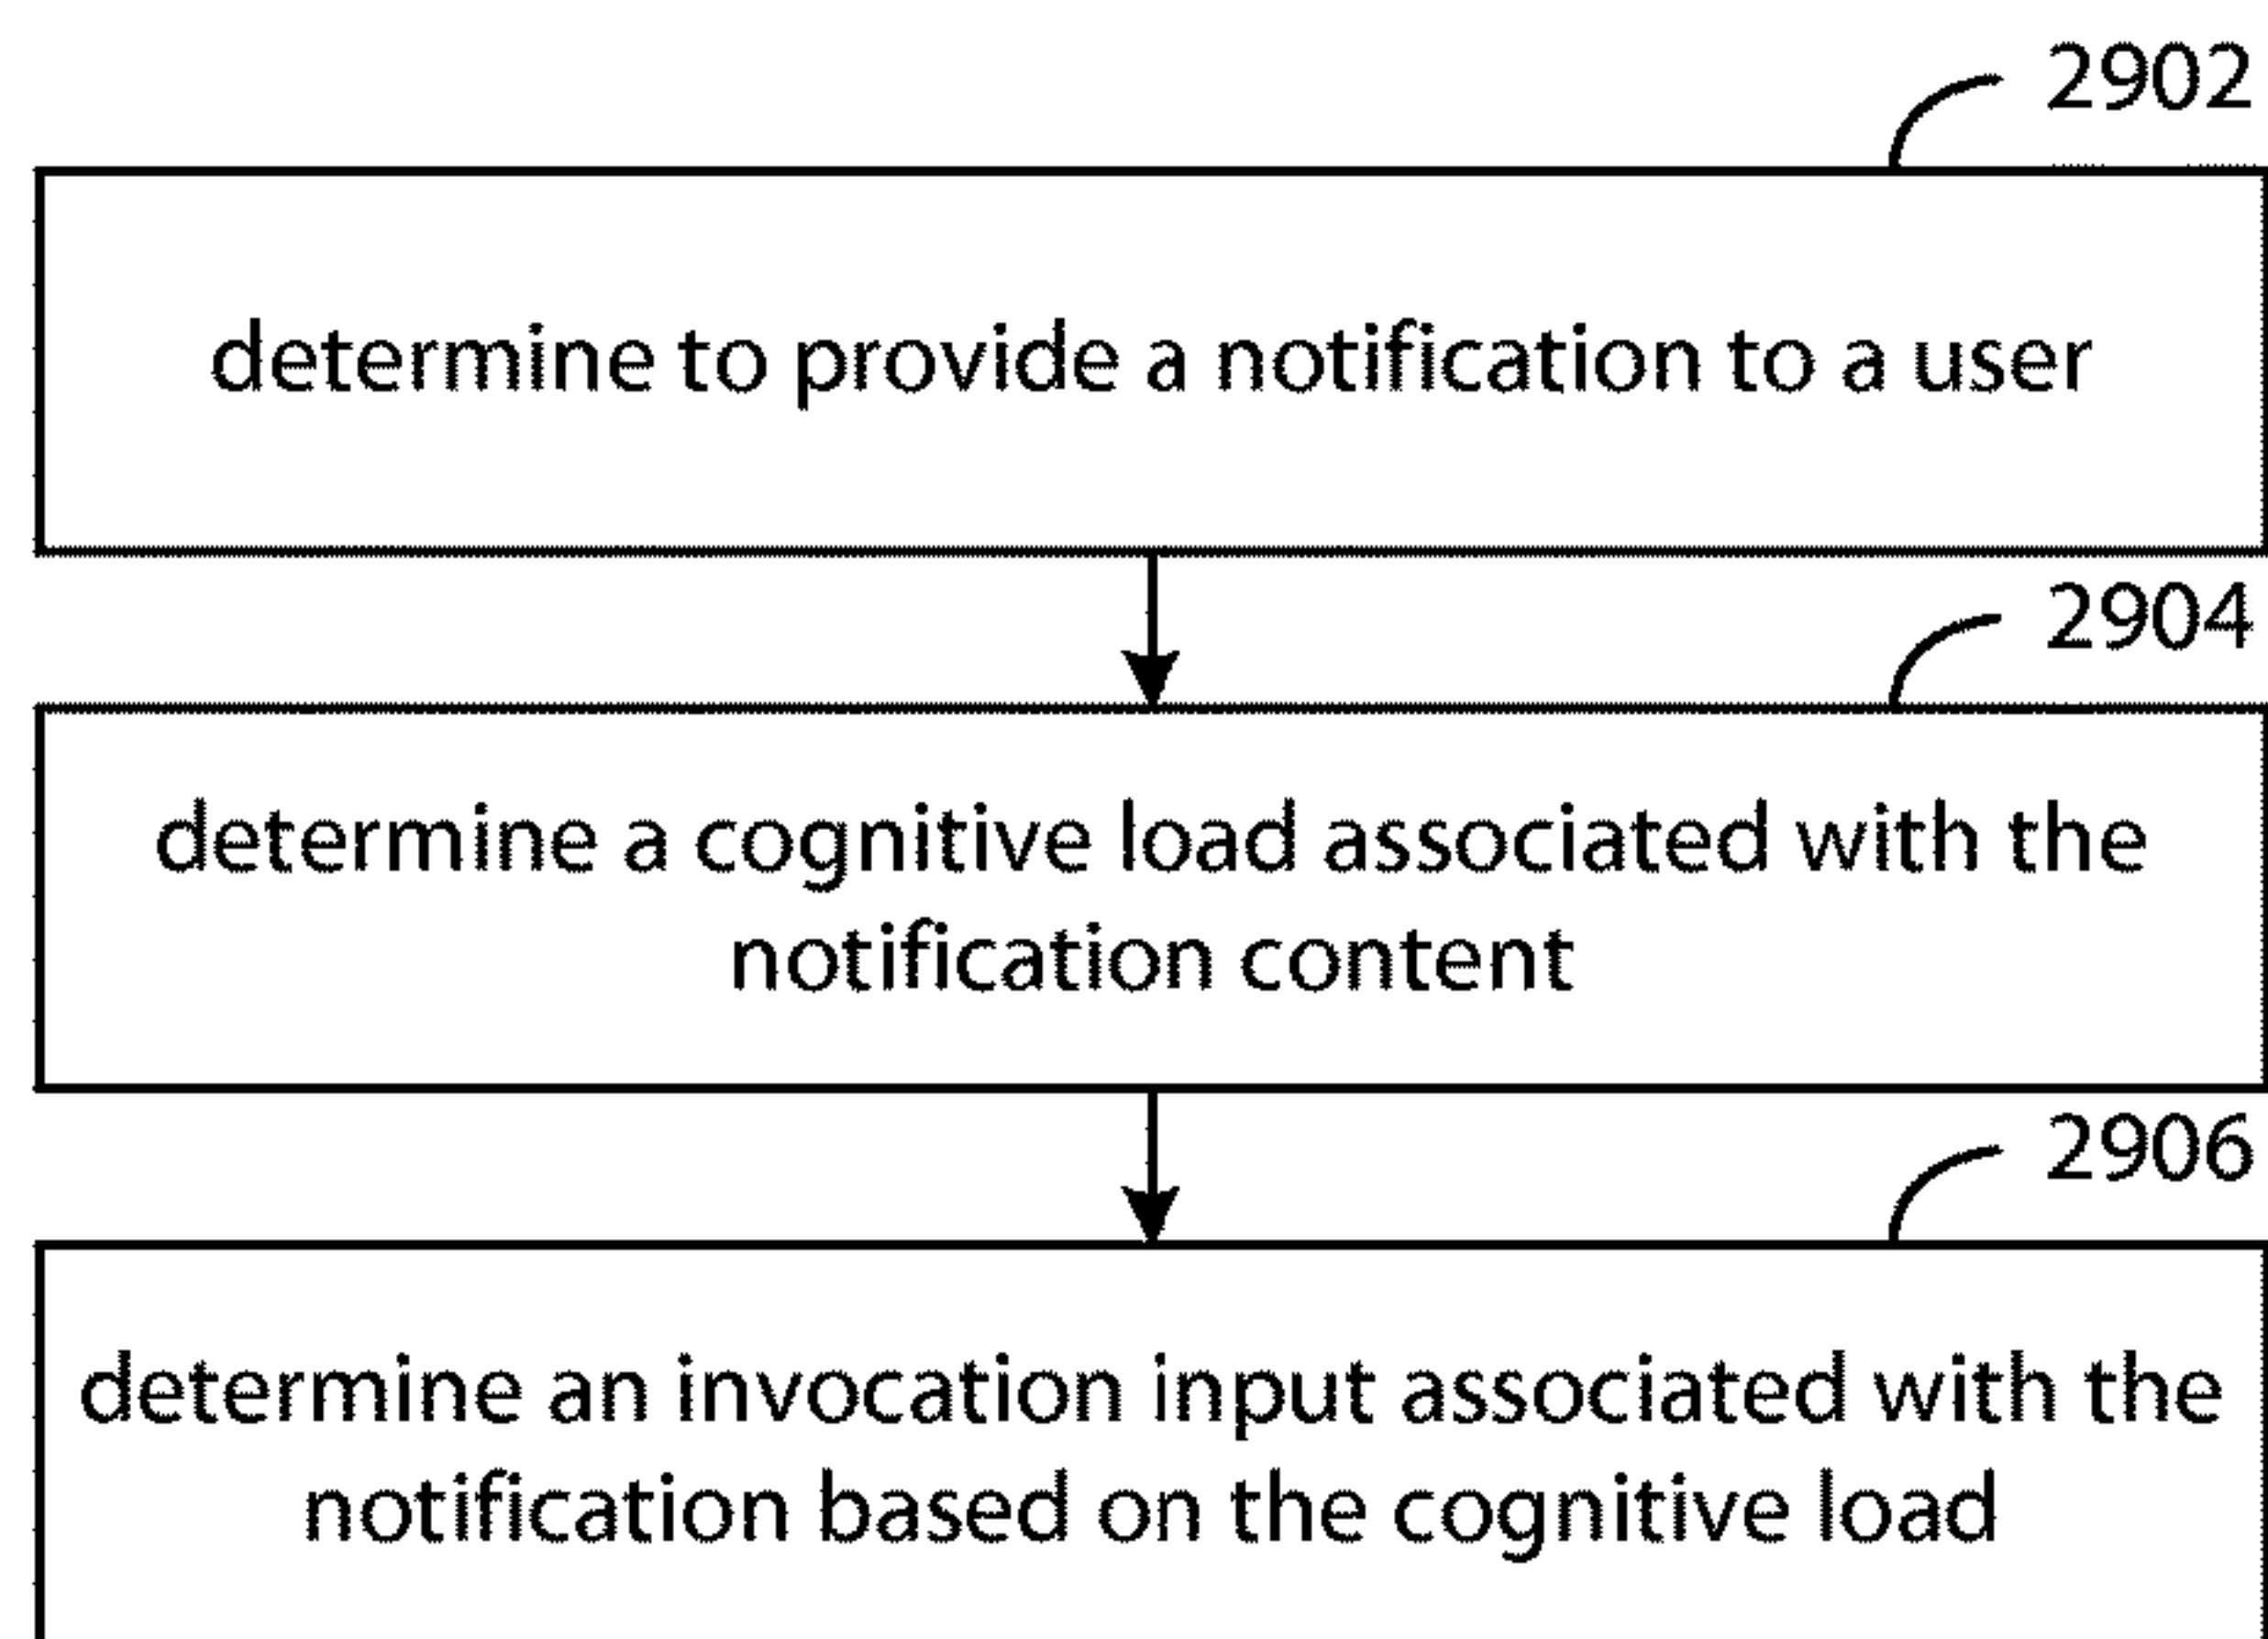 2902
determine to provide a notification to a user
2904
determine a cognitive load associated with the
notification content
2906
determine an invocation input associated with the
notification based on the cognitive load